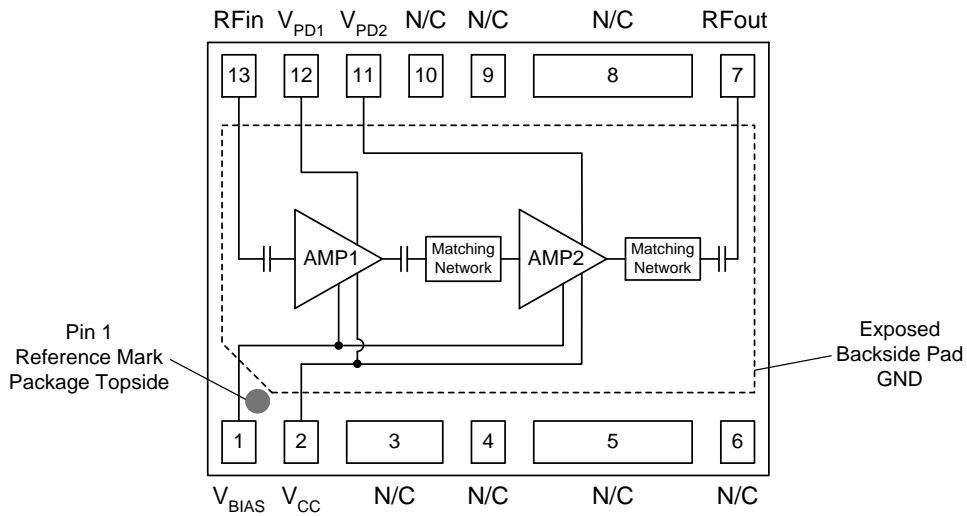 RFin V_PD1 V_PD2 N/C N/C N/C RFout
13 12 11 10 9 8 7
AMP1
Matching
Network
AMP2
Matching
Network
Pin 1
Reference Mark
Package Topside
Exposed
Backside Pad
GND
1 2 3 4 5 6
V_BIAS V_CC N/C N/C N/C N/C